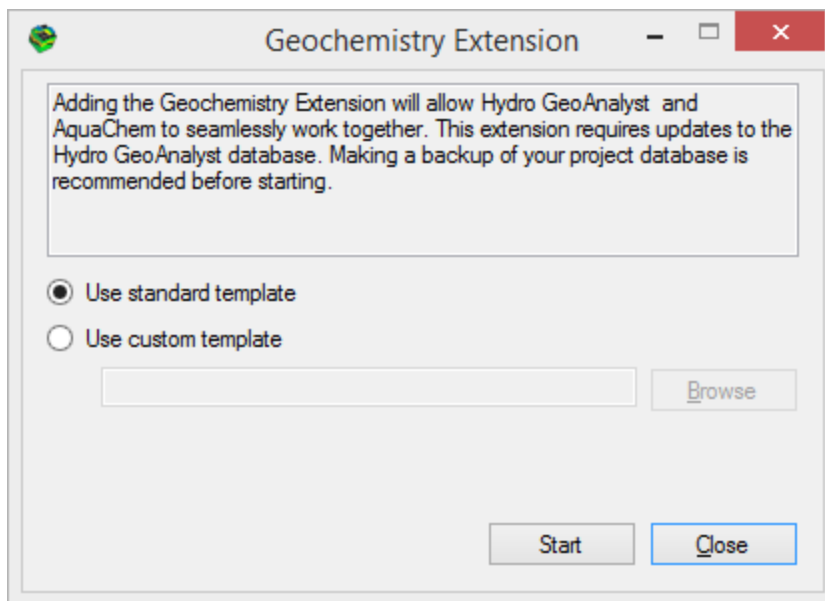 Geochemistry Extension
Adding the Geochemistry Extension will allow Hydro GeoAnalyst and
AquaChem to seamlessly work together. This extension requires updates to the
Hydro GeoAnalyst database. Making a backup of your project database is
recommended before starting.
Use standard template
Use custom template
Browse
Start
Close